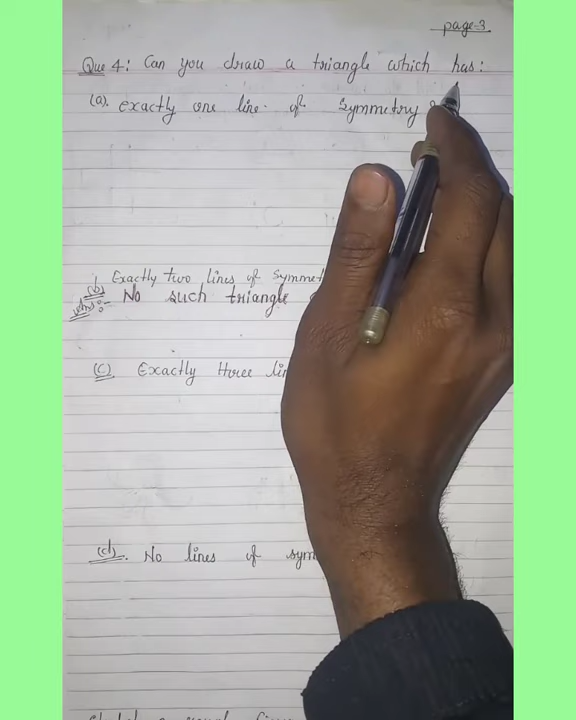 page-3
Que 4: Can you draw a triangle which has:
(a). exactly one line of symmetry
(b) Exactly two lines of symmet
Ans:- No such triangle
(c). Exactly three lin
(d). No lines of sym